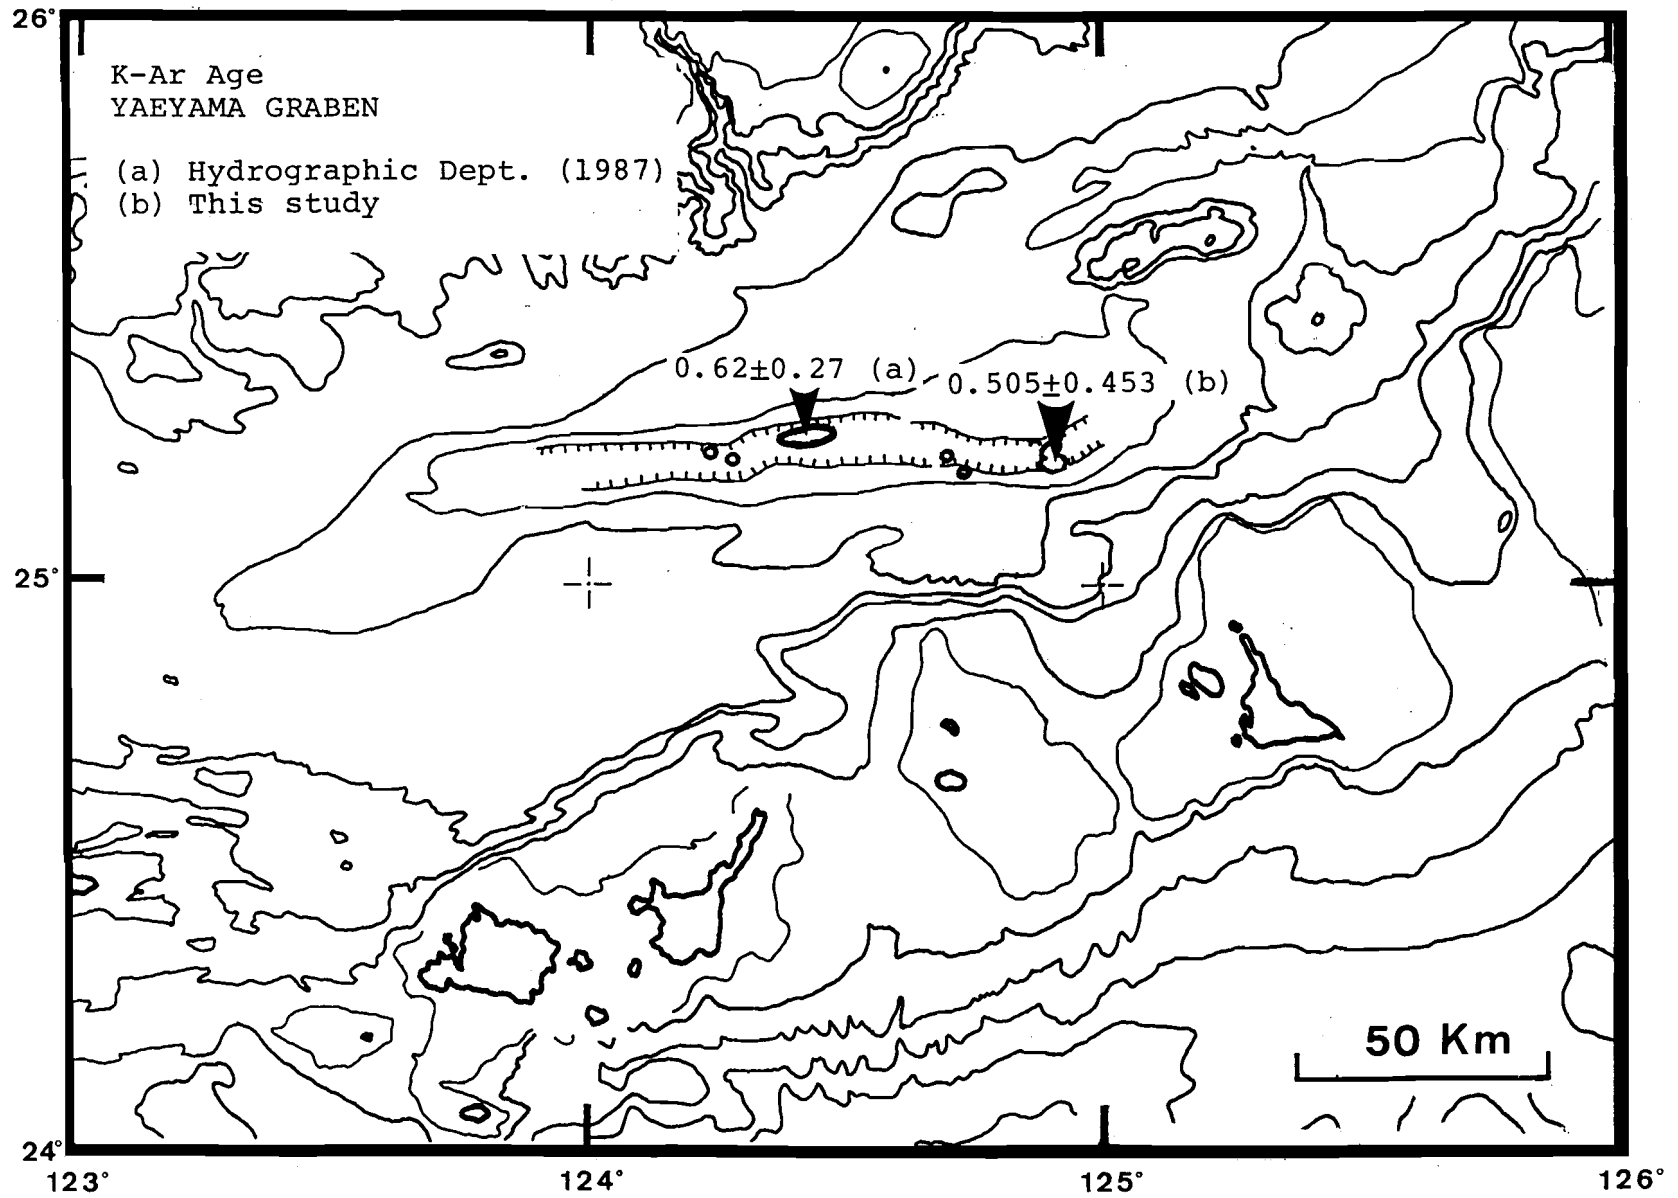 26°
K-Ar Age
YAEYAMA GRABEN
(a) Hydrographic Dept. (1987)
(b) This study
0.62±0.27 (a)
0.505±0.453 (b)
25°
50 Km
24°
123°
124°
125°
126°